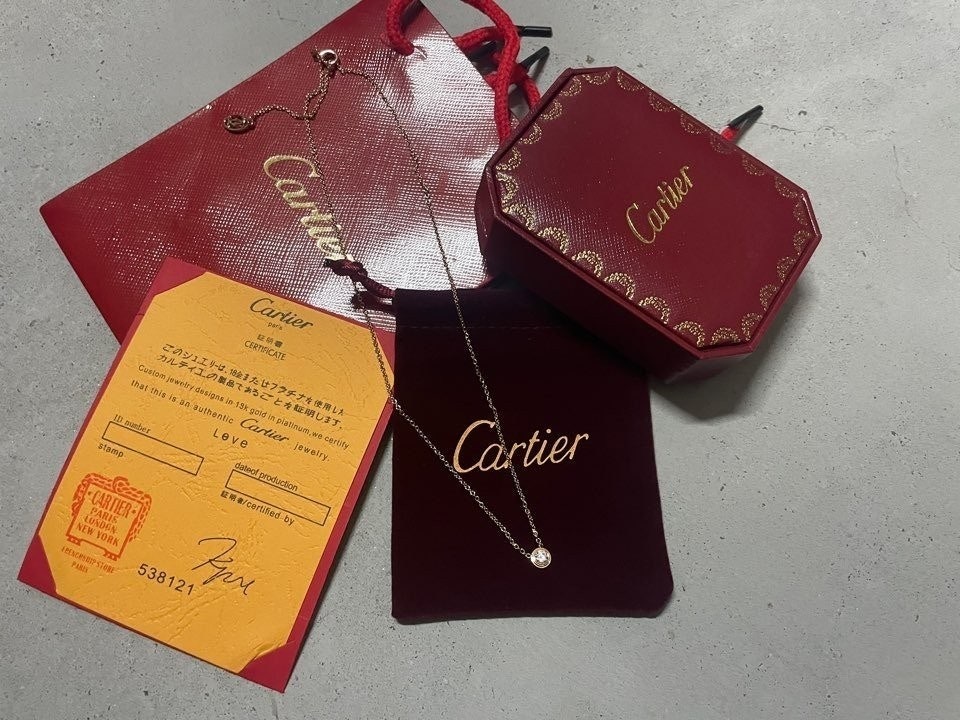 Cartier
Cartier
Cartier
Cartier
paris
証明書
CERTIFICATE
このジュエリーは、18金またはプラチナを使用した
カルティエの製品であることを証明します。
Custom jewelry designs in 18k gold in platinum, we certify
that this is an authentic Cartier jewelry.
Love
ID number
stamp
dateof production
証明者/certified by
CARTIER
PARIS
LONDON
NEW YORK
PARIS
538121